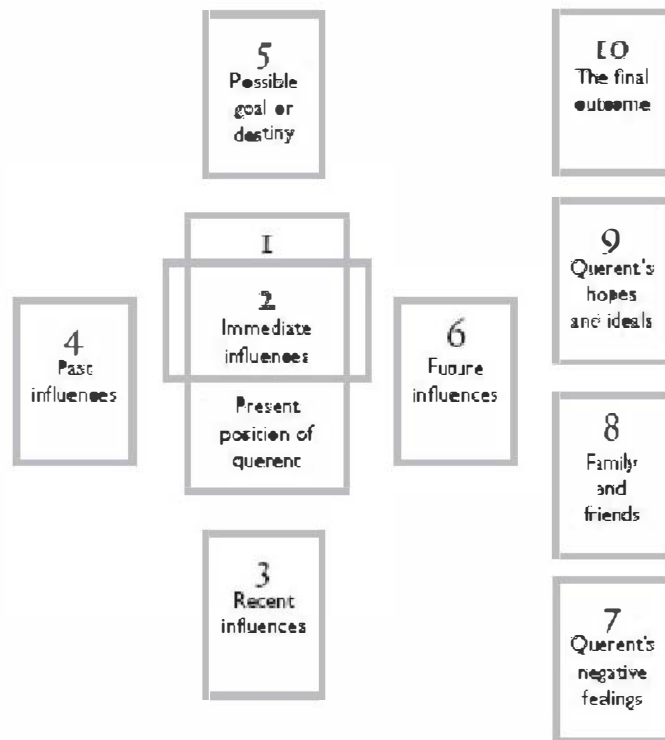 5
Possible
goal or
destiny
10
The final
outcome
1
2
Immediate
influences
Present
position of
querent
4
Past
influences
6
Future
influences
9
Querent's
hopes
and ideals
8
Family
and
friends
3
Recent
influences
7
Querent's
negative
feelings